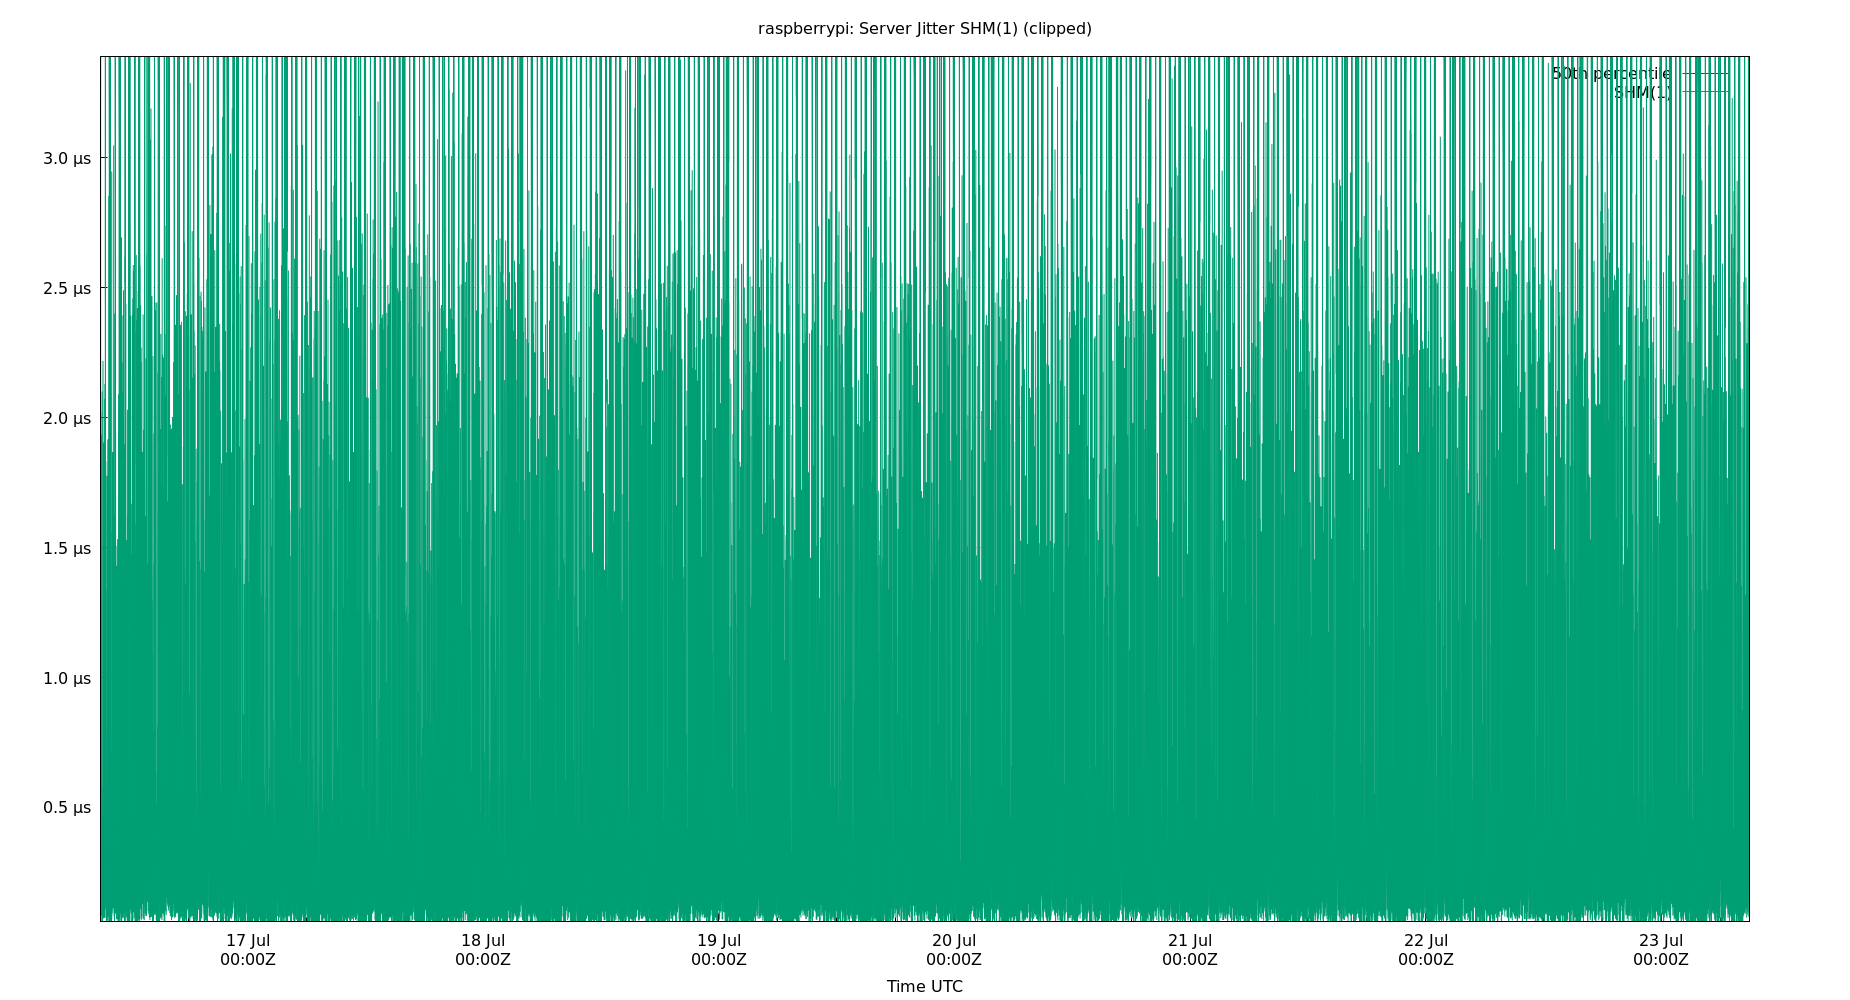 raspberrypi: Server Jitter SHM(1) (clipped)
50th percentile
SHM(1)
3.0 µs
2.5 µs
2.0 µs
1.5 µs
1.0 µs
0.5 µs
17 Jul 18 Jul 19 Jul 20 Jul 21 Jul 22 Jul 23 Jul
00:00Z 00:00Z 00:00Z 00:00Z 00:00Z 00:00Z 00:00Z
Time UTC